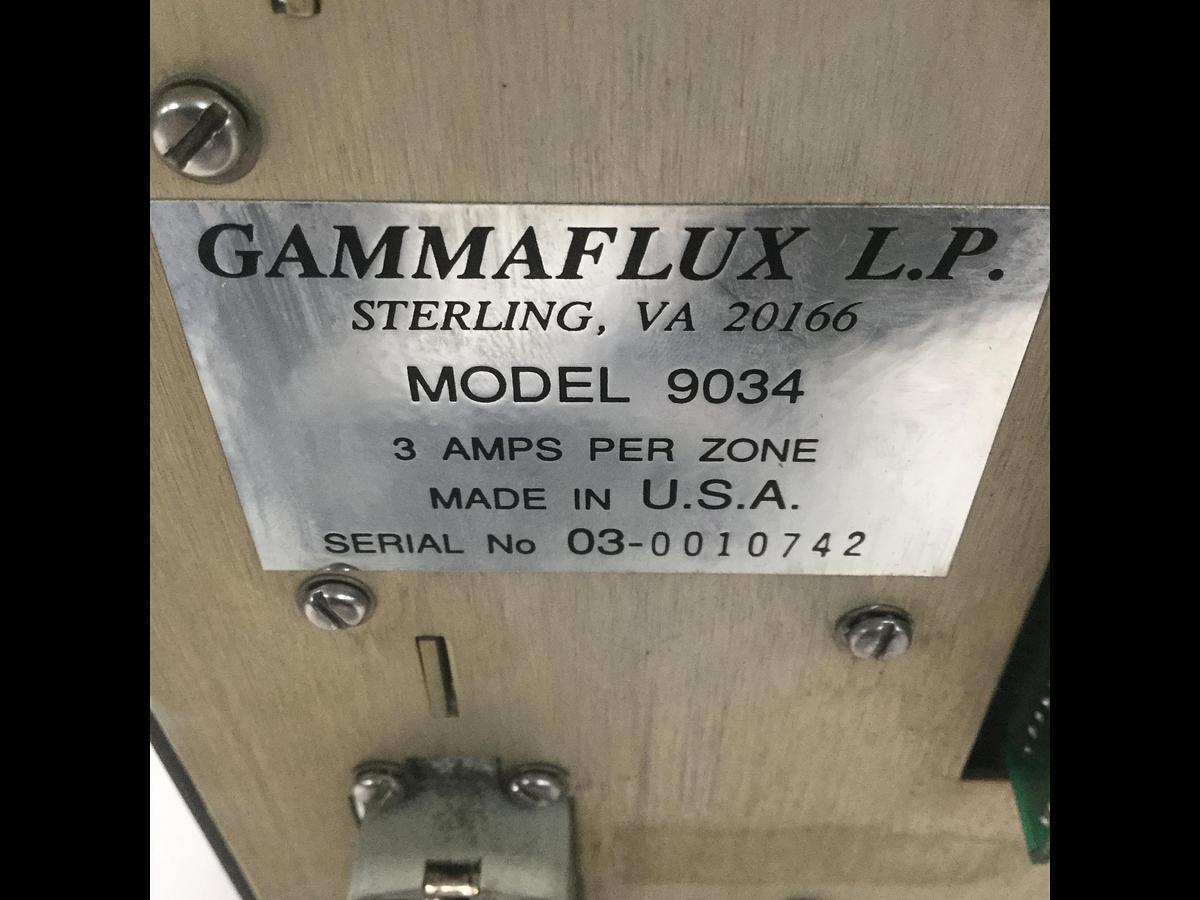 GAMMAFLUX L.P.
STERLING, VA 20166
MODEL 9034
3 AMPS PER ZONE
MADE IN U.S.A.
SERIAL No 03-0010742